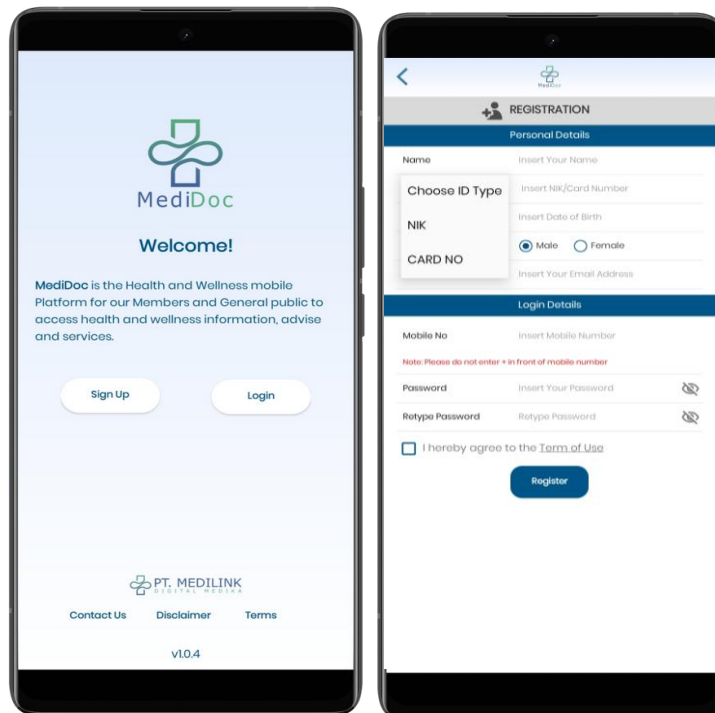 MediDoc
Welcome!
MediDoc is the Health and Wellness mobile
Platform for our Members and General public to
access health and wellness information, advise
and services.
Sign Up
Login
PT. MEDILINK
DIGITAL MEDIKA
Contact Us
Disclaimer
Terms
v1.0.4
MediDoc
REGISTRATION
Personal Details
Name
Insert Your Name
Choose ID Type
NIK
CARD NO
Insert NIK/Card Number
Insert Date of Birth
Male
Female
Insert Your Email Address
Login Details
Mobile No
Insert Mobile Number
Note: Please do not enter + in front of mobile number
Password
Insert Your Password
Retype Password
Retype Password
I hereby agree to the Term of Use
Register